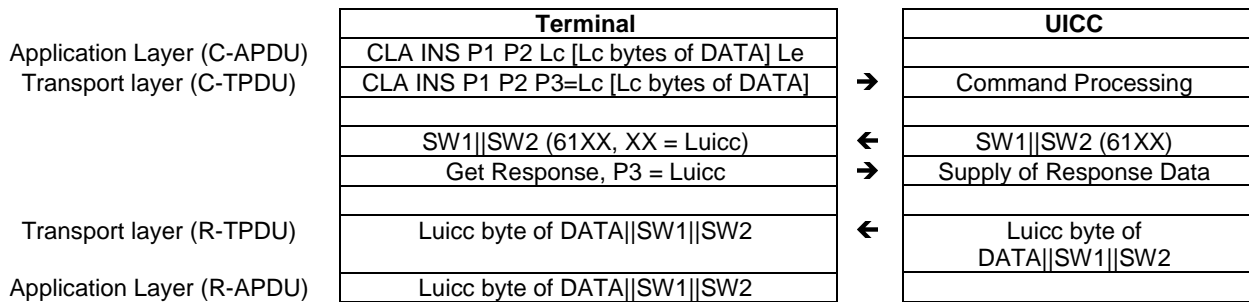 Terminal UICC
Application Layer (C-APDU) CLA INS P1 P2 Lc [Lc bytes of DATA] Le
Transport layer (C-TPDU) CLA INS P1 P2 P3=Lc [Lc bytes of DATA] ➔ Command Processing
SW1||SW2 (61XX, XX = Luicc) 🡸 SW1||SW2 (61XX)
Get Response, P3 = Luicc ➔ Supply of Response Data
Transport layer (R-TPDU) Luicc byte of DATA||SW1||SW2 🡸 Luicc byte of
DATA||SW1||SW2
Application Layer (R-APDU) Luicc byte of DATA||SW1||SW2